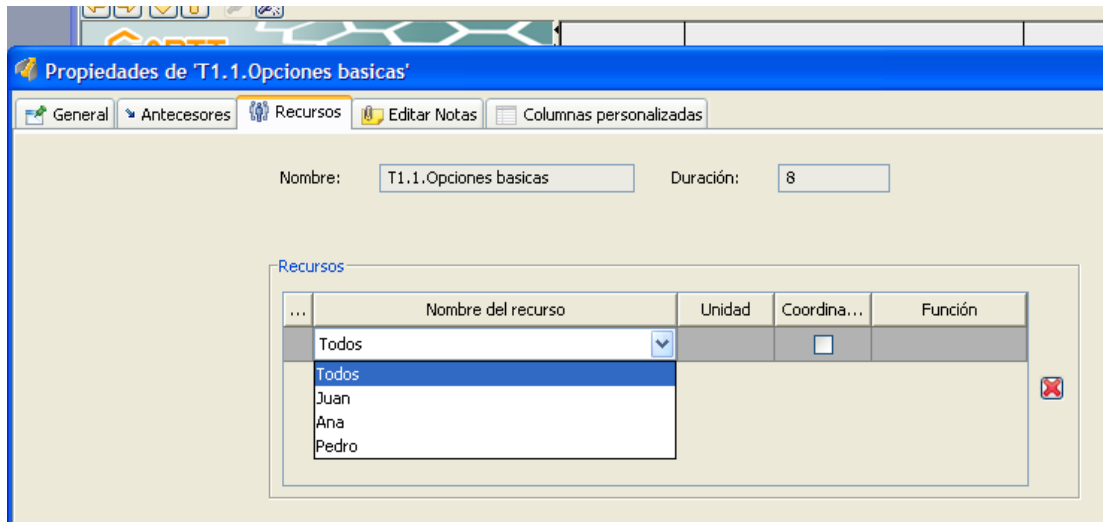 Propiedades de 'T1.1.Opciones basicas'
General Antecesores Recursos Editar Notas Columnas personalizadas
Nombre: T1.1.Opciones basicas Duración: 8
Recursos
... Nombre del recurso Unidad Coordina... Función
Todos
Todos
Juan
Ana
Pedro